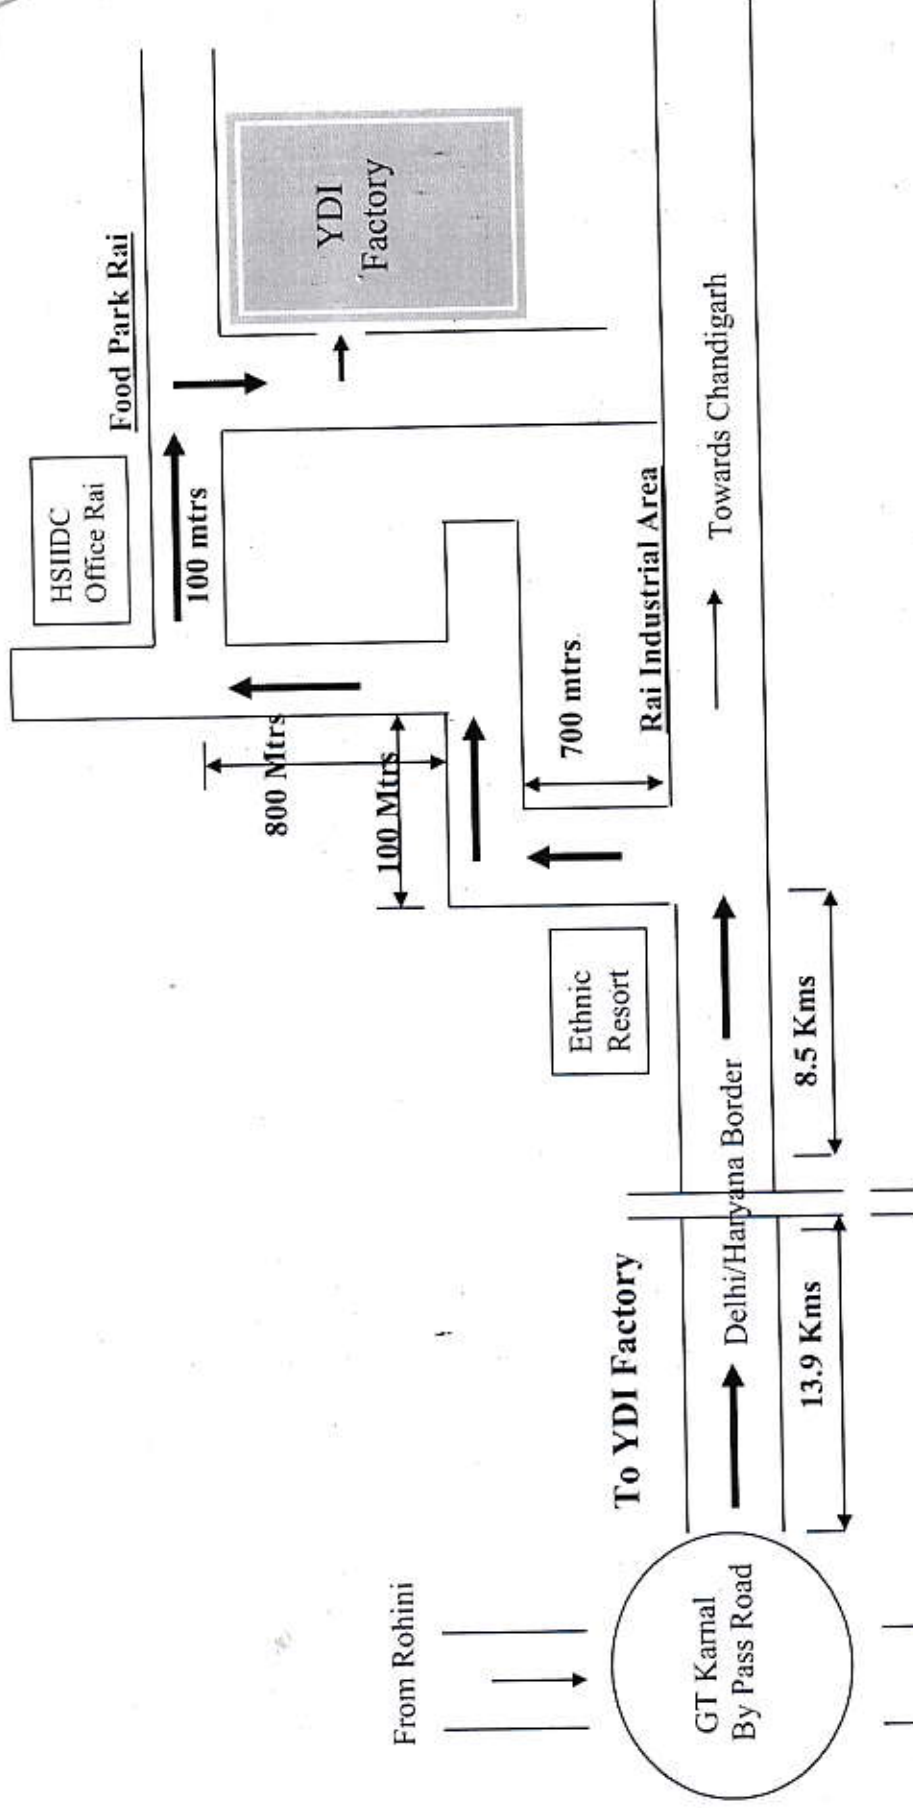 From Rohini
GT Karnal
By Pass Road
To YDI Factory
13.9 Kms
Delhi/Haryana Border
8.5 Kms
Ethnic
Resort
100 Mtrs
800 Mtrs
700 mtrs.
Rai Industrial Area
Towards Chandigarh
HSIIDC
Office Rai
100 mtrs
Food Park Rai
YDI
Factory